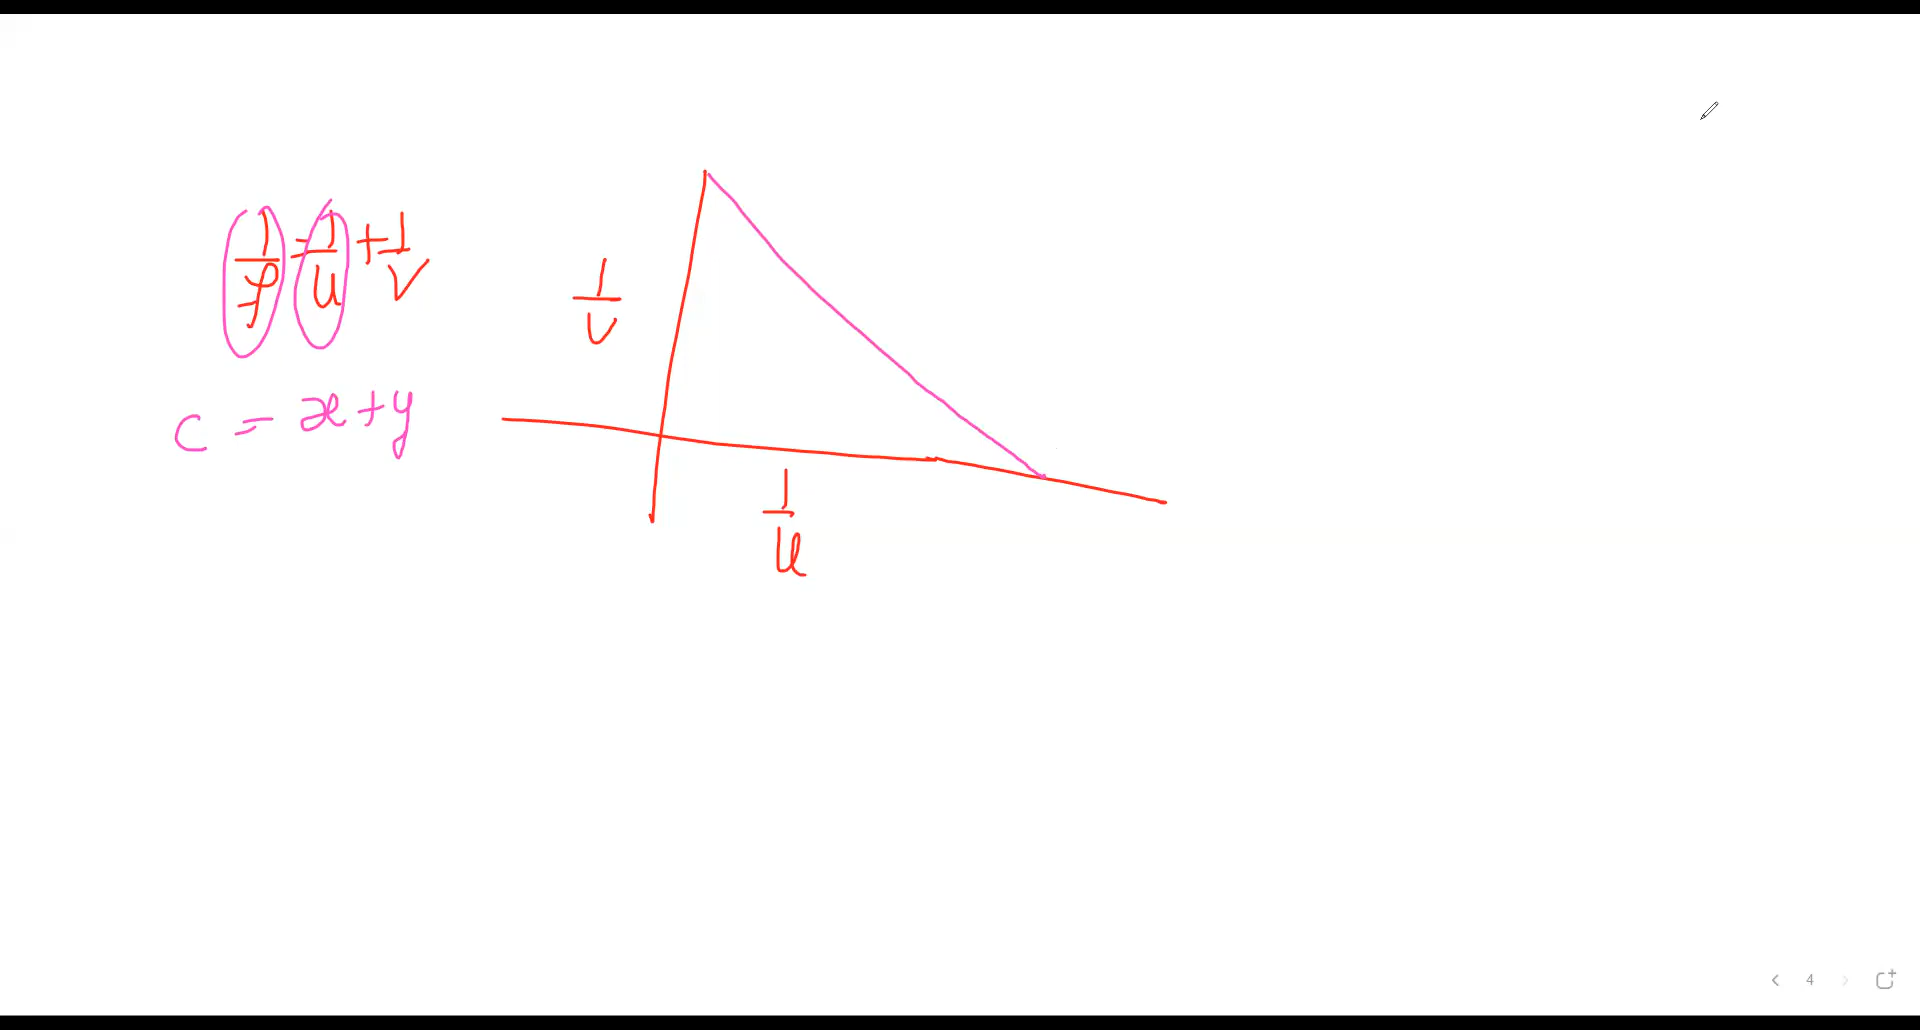 1/f = 1/u + 1/v
c = x + y
1/v
1/u
4